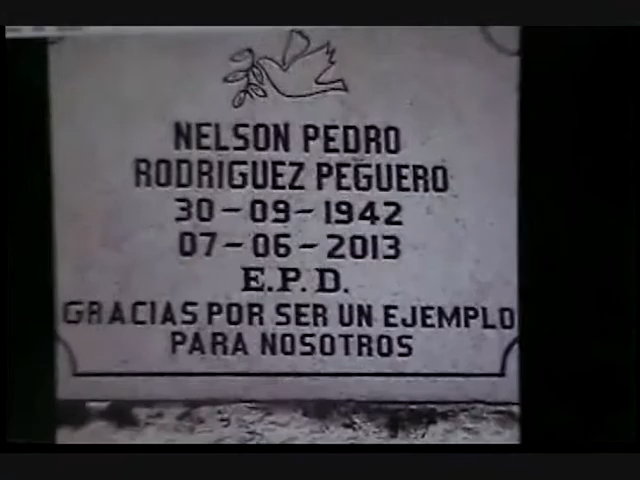 NELSON PEDRO
RODRIGUEZ PEGUERO
30-09-1942
07-06-2013
E.P.D.
GRACIAS POR SER UN EJEMPLO
PARA NOSOTROS